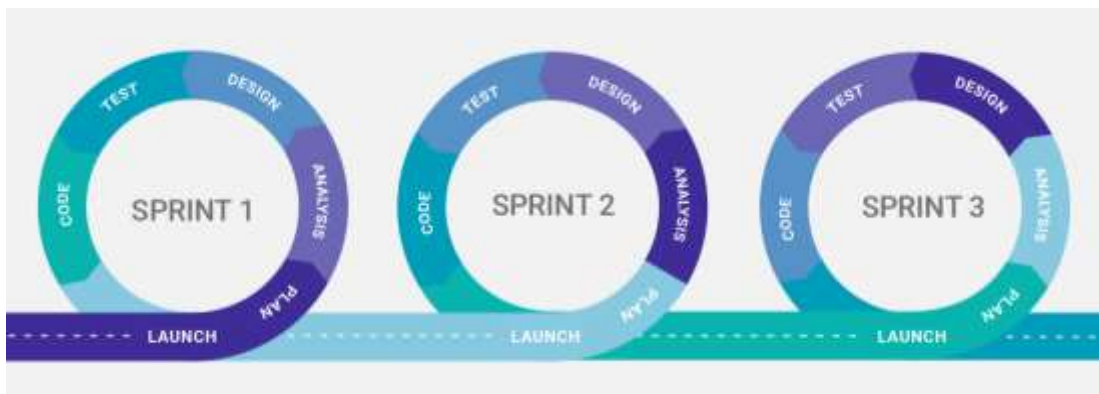 SPRINT 1
PLAN
ANALYSIS
DESIGN
TEST
CODE
LAUNCH
SPRINT 2
PLAN
ANALYSIS
DESIGN
TEST
CODE
LAUNCH
SPRINT 3
PLAN
ANALYSIS
DESIGN
TEST
CODE
LAUNCH